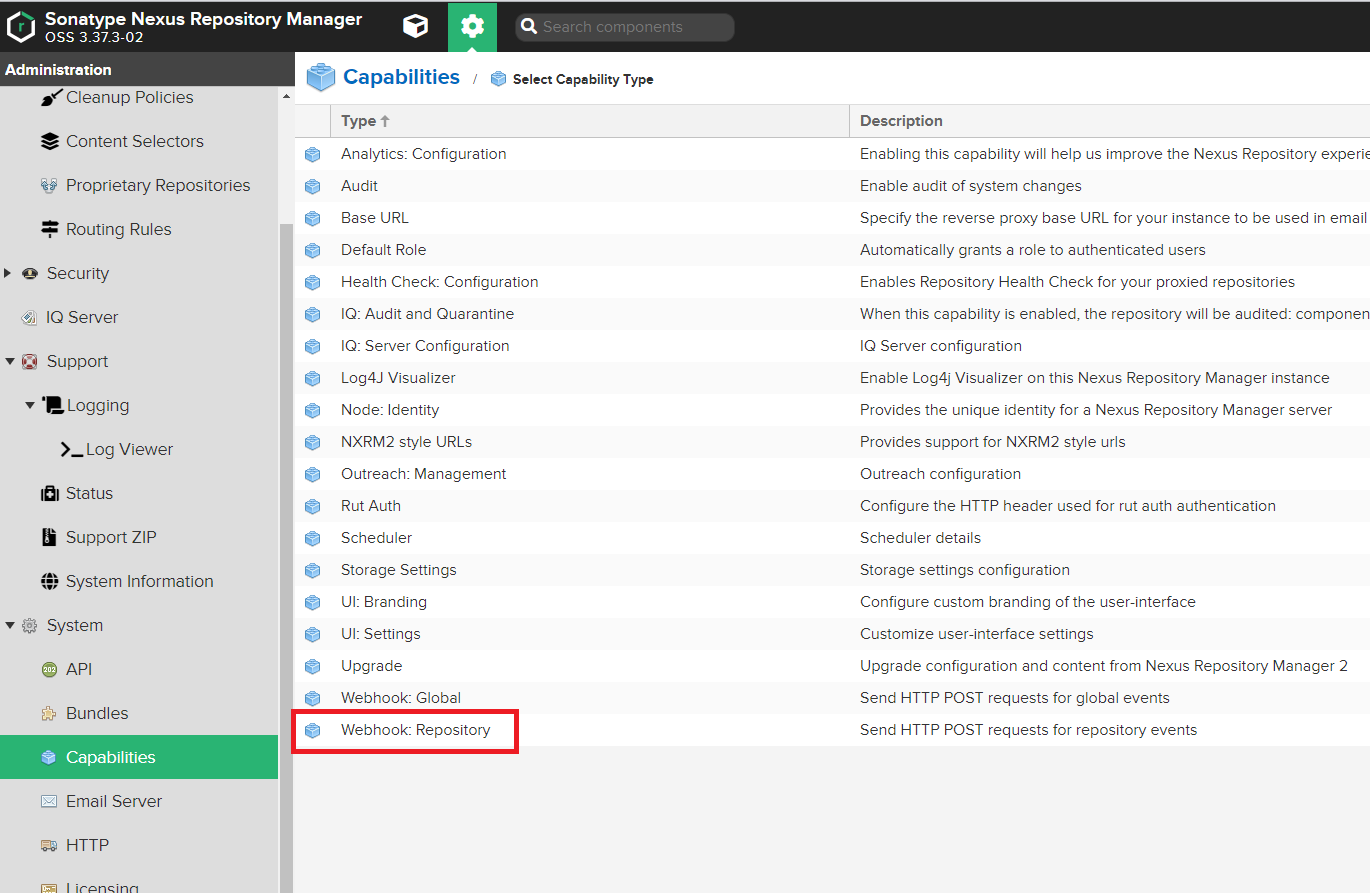 Sonatype Nexus Repository Manager
OSS 3.37.3-02
Search components
Administration
Cleanup Policies
Content Selectors
Proprietary Repositories
Routing Rules
Security
IQ Server
Support
Logging
Log Viewer
Status
Support ZIP
System Information
System
API
Bundles
Capabilities
Email Server
HTTP
Licensing
Capabilities / Select Capability Type
Type Description
Analytics: Configuration Enabling this capability will help us improve the Nexus Repository experie
Audit Enable audit of system changes
Base URL Specify the reverse proxy base URL for your instance to be used in email
Default Role Automatically grants a role to authenticated users
Health Check: Configuration Enables Repository Health Check for your proxied repositories
IQ: Audit and Quarantine When this capability is enabled, the repository will be audited: componen
IQ: Server Configuration IQ Server configuration
Log4J Visualizer Enable Log4j Visualizer on this Nexus Repository Manager instance
Node: Identity Provides the unique identity for a Nexus Repository Manager server
NXRM2 style URLs Provides support for NXRM2 style urls
Outreach: Management Outreach configuration
Rut Auth Configure the HTTP header used for rut auth authentication
Scheduler Scheduler details
Storage Settings Storage settings configuration
UI: Branding Configure custom branding of the user-interface
UI: Settings Customize user-interface settings
Upgrade Upgrade configuration and content from Nexus Repository Manager 2
Webhook: Global Send HTTP POST requests for global events
Webhook: Repository Send HTTP POST requests for repository events